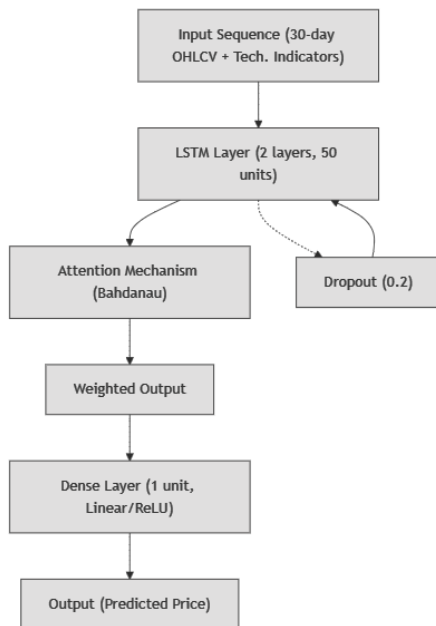 Input Sequence (30-day
OHLCV + Tech. Indicators)
LSTM Layer (2 layers, 50
units)
Attention Mechanism
(Bahdanau)
Dropout (0.2)
Weighted Output
Dense Layer (1 unit,
Linear/ReLU)
Output (Predicted Price)